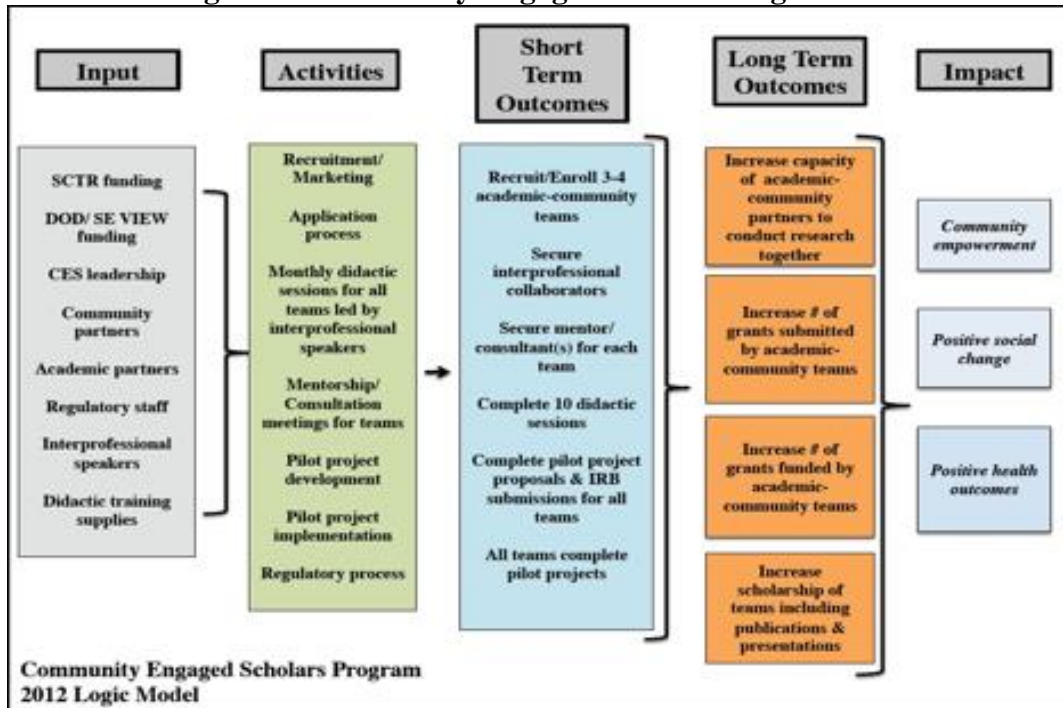 Input
SCTR funding
DOD/ SE VIEW
funding
CES leadership
Community
partners
Academic partners
Regulatory staff
Interprofessional
speakers
Didactic training
supplies
Activities
Recruitment/
Marketing
Application
process
Monthly didactic
sessions for all
teams led by
interprofessional
speakers
Mentorship/
Consultation
meetings for teams
Pilot project
development
Pilot project
implementation
Regulatory process
Short
Term
Outcomes
Recruit/Enroll 3-4
academic-community
teams
Secure
interprofessional
collaborators
Secure mentor/
consultant(s) for each
team
Complete 10 didactic
sessions
Complete pilot project
proposals & IRB
submissions for all
teams
All teams complete
pilot projects
Long Term
Outcomes
Increase capacity
of academic-
community
partners to
conduct research
together
Increase # of
grants submitted
by academic-
community teams
Increase # of
grants funded by
academic-
community teams
Increase
scholarship of
teams including
publications &
presentations
Impact
Community
empowerment
Positive social
change
Positive health
outcomes
Community Engaged Scholars Program
2012 Logic Model